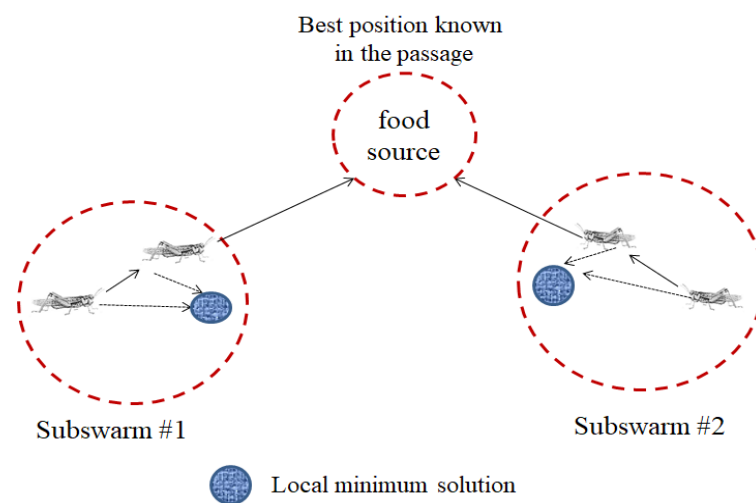 Best position known
in the passage
food
source
Subswarm #1
Subswarm #2
Local minimum solution